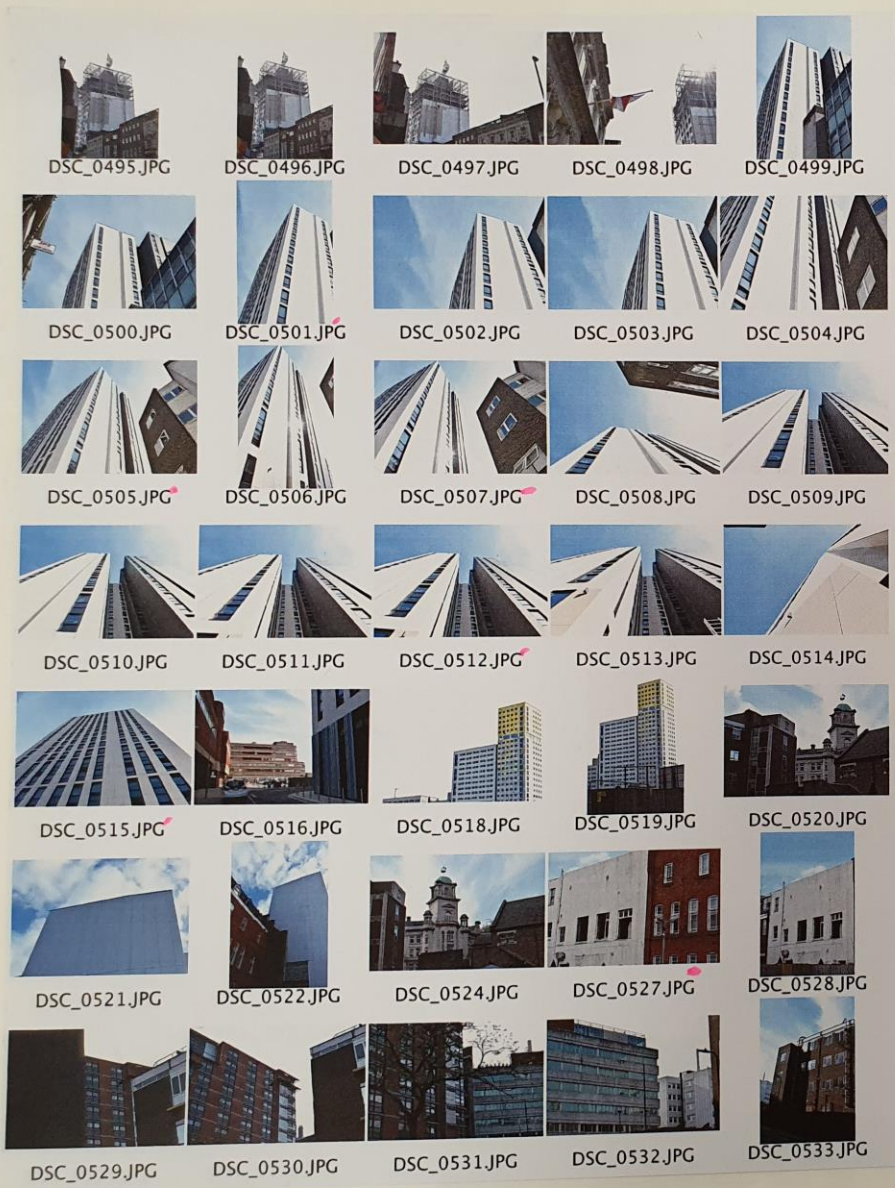 DSC_0495.JPG DSC_0496.JPG DSC_0497.JPG DSC_0498.JPG DSC_0499.JPG
DSC_0500.JPG DSC_0501.JPG DSC_0502.JPG DSC_0503.JPG DSC_0504.JPG
DSC_0505.JPG DSC_0506.JPG DSC_0507.JPG DSC_0508.JPG DSC_0509.JPG
DSC_0510.JPG DSC_0511.JPG DSC_0512.JPG DSC_0513.JPG DSC_0514.JPG
DSC_0515.JPG DSC_0516.JPG DSC_0518.JPG DSC_0519.JPG DSC_0520.JPG
DSC_0521.JPG DSC_0522.JPG DSC_0524.JPG DSC_0527.JPG DSC_0528.JPG
DSC_0529.JPG DSC_0530.JPG DSC_0531.JPG DSC_0532.JPG DSC_0533.JPG